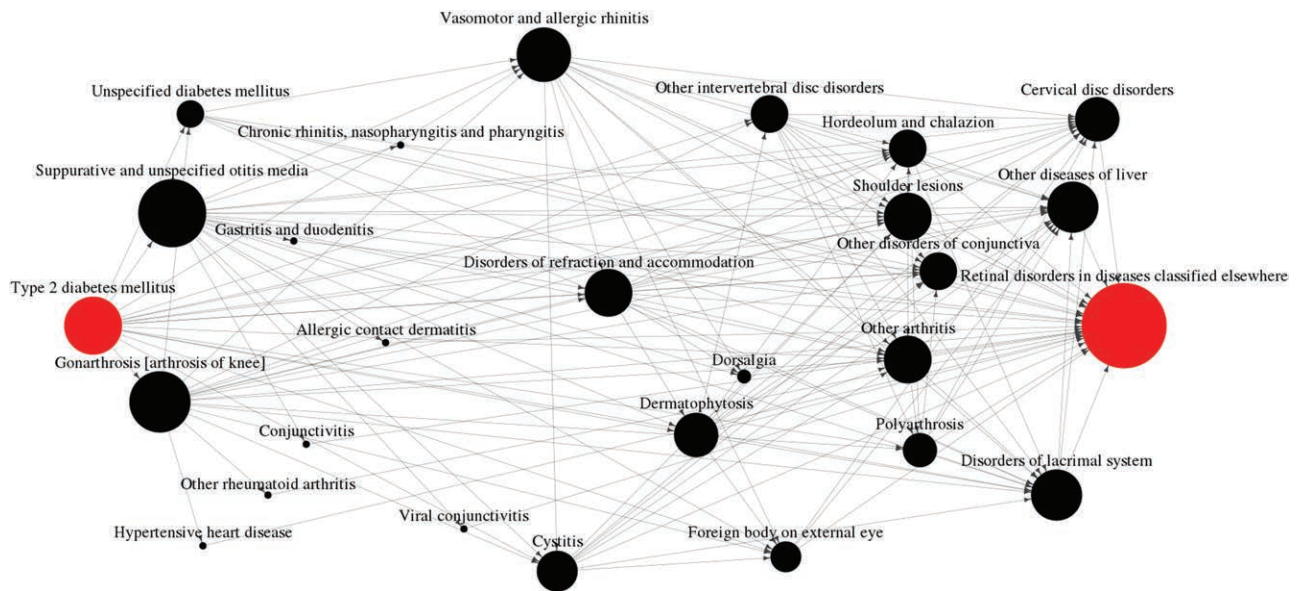 Vasomotor and allergic rhinitis
Unspecified diabetes mellitus
Other intervertebral disc disorders
Cervical disc disorders
Chronic rhinitis, nasopharyngitis and pharyngitis
Hordeolum and chalazion
Suppurative and unspecified otitis media
Other diseases of liver
Shoulder lesions
Gastritis and duodenitis
Other disorders of conjunctiva
Disorders of refraction and accommodation
Retinal disorders in diseases classified elsewhere
Type 2 diabetes mellitus
Allergic contact dermatitis
Other arthritis
Gonarthrosis [arthrosis of knee]
Dorsalgia
Dermatophytosis
Conjunctivitis
Polyarthrosis
Disorders of lacrimal system
Other rheumatoid arthritis
Viral conjunctivitis
Hypertensive heart disease
Cystitis
Foreign body on external eye